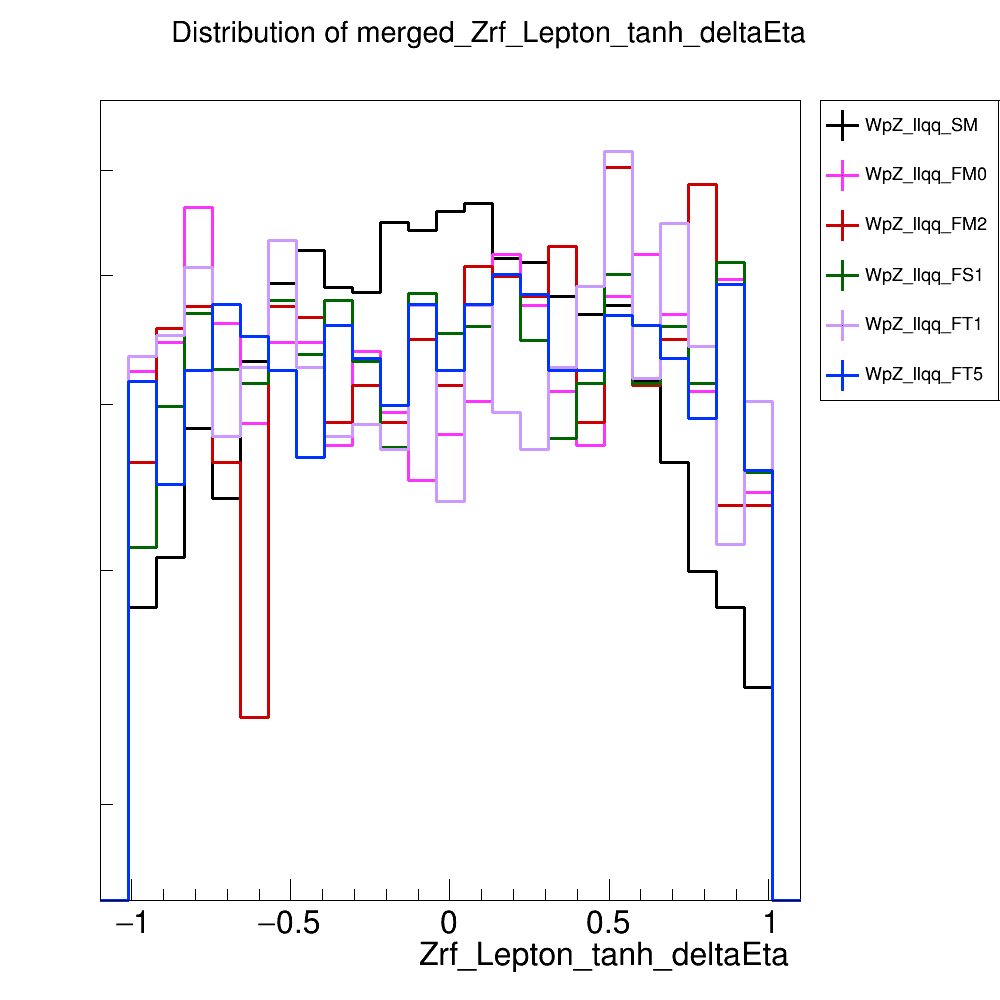 Distribution of merged_Zrf_Lepton_tanh_deltaEta
WpZ_llqq_SM
WpZ_llqq_FM0
WpZ_llqq_FM2
WpZ_llqq_FS1
WpZ_llqq_FT1
WpZ_llqq_FT5
−1 −0.5 0 0.5 1
Zrf_Lepton_tanh_deltaEta